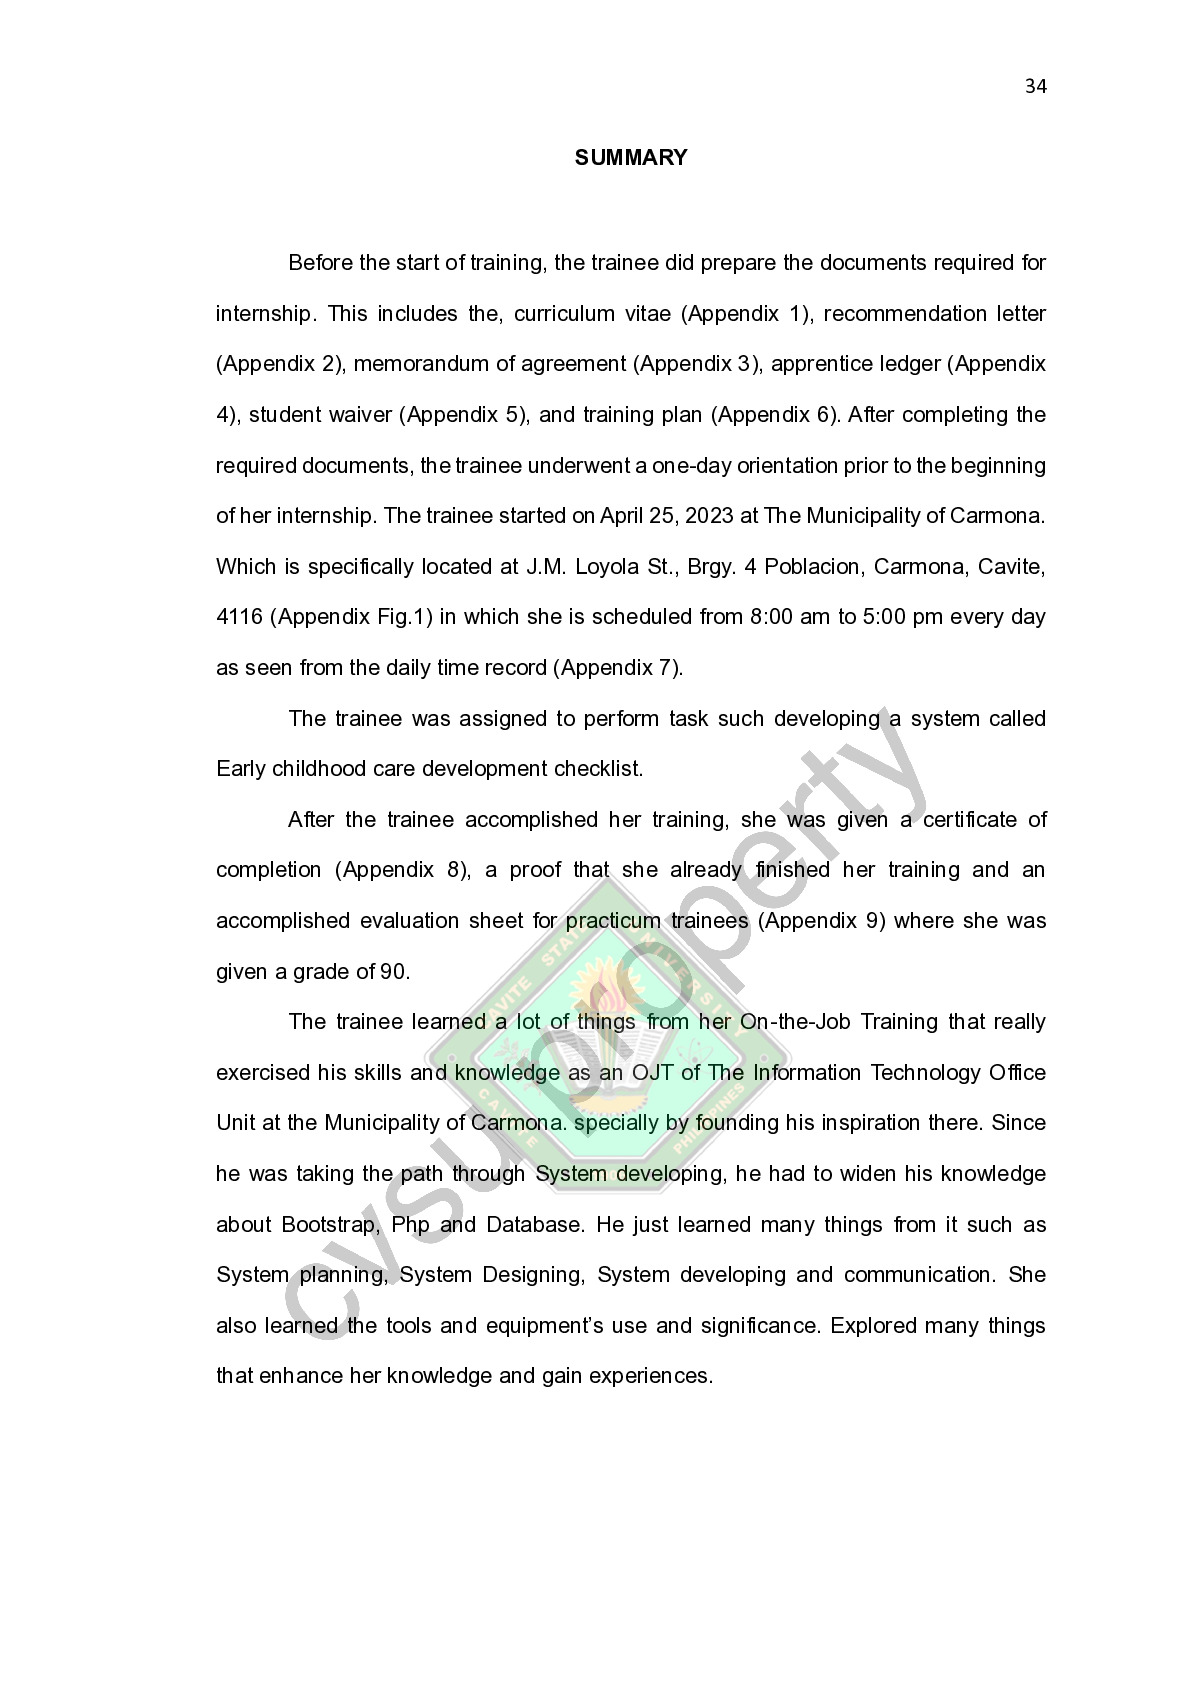 34
SUMMARY
Before the start of training, the trainee did prepare the documents required for
internship. This includes the, curriculum vitae (Appendix 1), recommendation letter
(Appendix 2), memorandum of agreement (Appendix 3), apprentice ledger (Appendix
4), student waiver (Appendix 5), and training plan (Appendix 6). After completing the
required documents, the trainee underwent a one-day orientation prior to the beginning
of her internship. The trainee started on April 25, 2023 at The Municipality of Carmona.
Which is specifically located at J.M. Loyola St., Brgy. 4 Poblacion, Carmona, Cavite,
4116 (Appendix Fig.1) in which she is scheduled from 8:00 am to 5:00 pm every day
as seen from the daily time record (Appendix 7).
The trainee was assigned to perform task such developing a system called
Early childhood care development checklist.
After the trainee accomplished her training, she was given a certificate of
completion (Appendix 8), a proof that she already finished her training and an
accomplished evaluation sheet for practicum trainees (Appendix 9) where she was
given a grade of 90.
The trainee learned a lot of things from her On-the-Job Training that really
exercised his skills and knowledge as an OJT of The Information Technology Office
Unit at the Municipality of Carmona. specially by founding his inspiration there. Since
he was taking the path through System developing, he had to widen his knowledge
about Bootstrap, Php and Database. He just learned many things from it such as
System planning, System Designing, System developing and communication. She
also learned the tools and equipment’s use and significance. Explored many things
that enhance her knowledge and gain experiences.
cvsu property
CAVITE STATE UNIVERSITY
CAVITE
PHILIPPINES